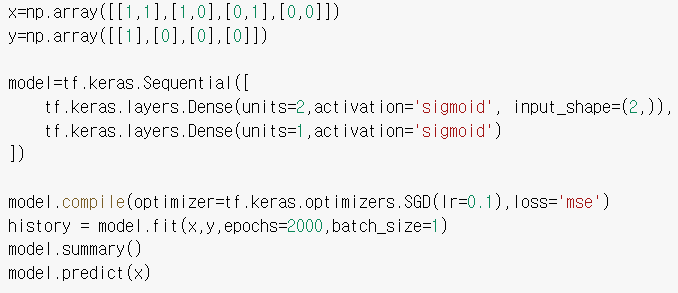 x=np.array([[1,1],[1,0],[0,1],[0,0]])
y=np.array([[1],[0],[0],[0]])

model=tf.keras.Sequential([
    tf.keras.layers.Dense(units=2,activation='sigmoid', input_shape=(2,)),
    tf.keras.layers.Dense(units=1,activation='sigmoid')
])

model.compile(optimizer=tf.keras.optimizers.SGD(lr=0.1),loss='mse')
history = model.fit(x,y,epochs=2000,batch_size=1)
model.summary()
model.predict(x)